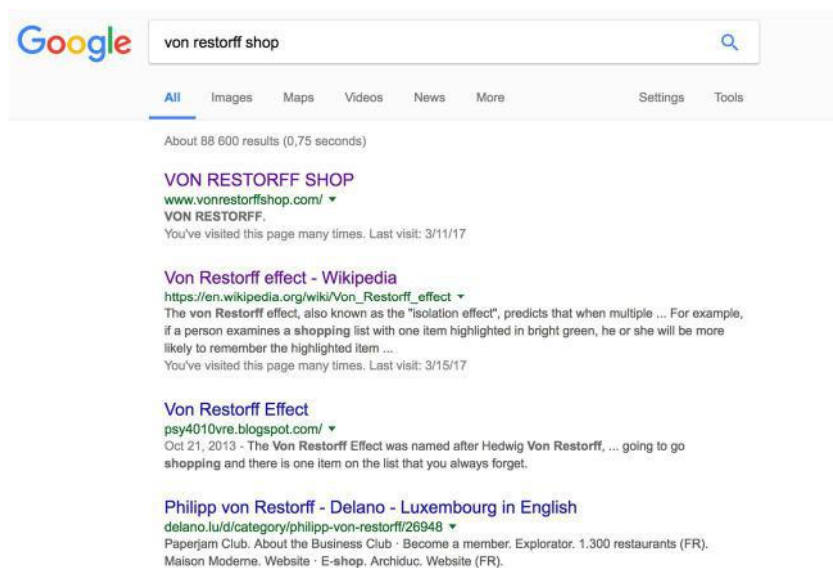 Google von restorff shop
All Images Maps Videos News More Settings Tools
About 88 600 results (0,75 seconds)
VON RESTORFF SHOP
www.vonrestorffshop.com/
VON RESTORFF.
You've visited this page many times. Last visit: 3/11/17
Von Restorff effect - Wikipedia
https://en.wikipedia.org/wiki/Von_Restorff_effect
The von Restorff effect, also known as the "isolation effect", predicts that when multiple ... For example,
if a person examines a shopping list with one item highlighted in bright green, he or she will be more
likely to remember the highlighted item ...
You've visited this page many times. Last visit: 3/15/17
Von Restorff Effect
psy4010vre.blogspot.com/
Oct 21, 2013 - The Von Restorff Effect was named after Hedwig Von Restorff, ... going to go
shopping and there is one item on the list that you always forget.
Philipp von Restorff - Delano - Luxembourg in English
delano.lu/d/category/philipp-von-restorff/26948
Paperjam Club. About the Business Club · Become a member. Explorator. 1.300 restaurants (FR).
Maison Moderne. Website · E-shop. Archiduc. Website (FR).